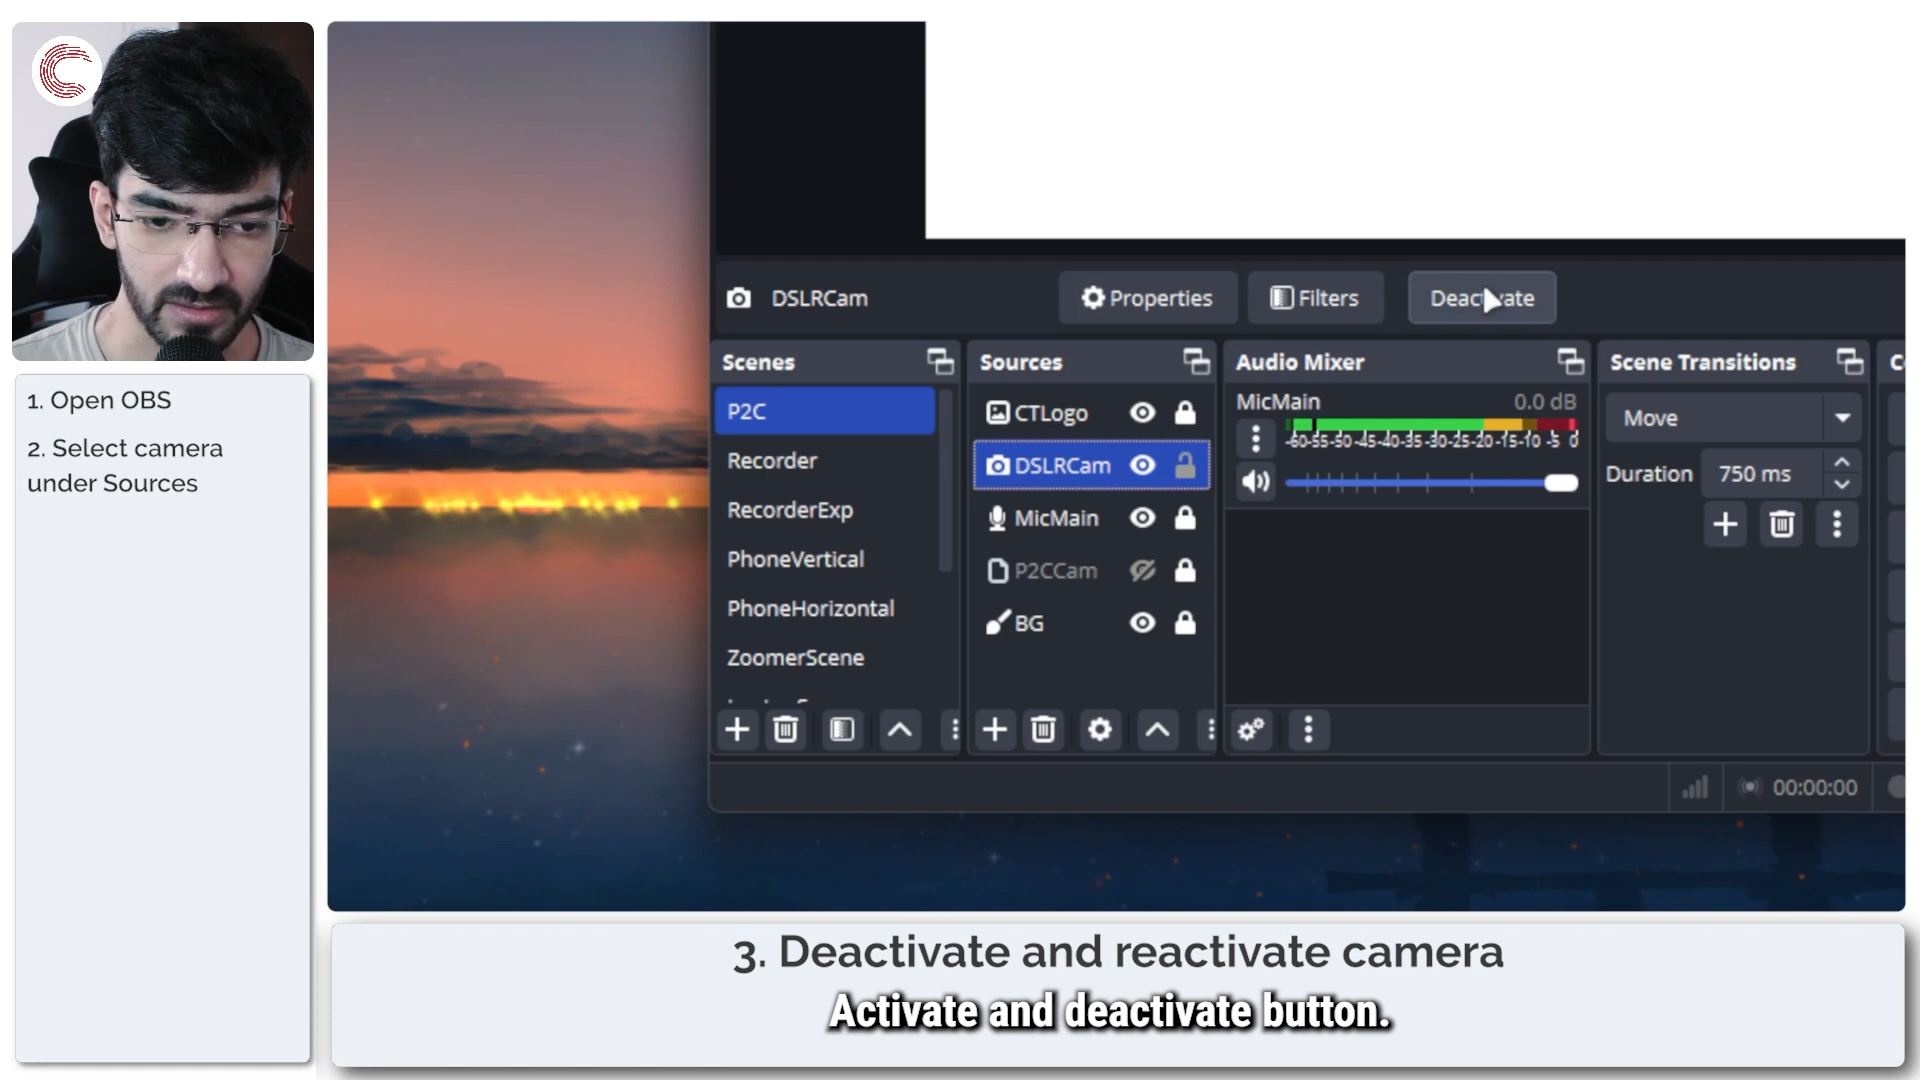 1. Open OBS
2. Select camera
under Sources
DSLRCam
Properties
Filters
Deactivate
Scenes
P2C
Recorder
RecorderExp
PhoneVertical
PhoneHorizontal
ZoomerScene
Sources
CTLogo
DSLRCam
MicMain
P2CCam
BG
Audio Mixer
MicMain
0.0 dB
-60 -55 -50 -45 -40 -35 -30 -25 -20 -15 -10 -5 0
Scene Transitions
Move
Duration
750 ms
00:00:00
3. Deactivate and reactivate camera
Activate and deactivate button.